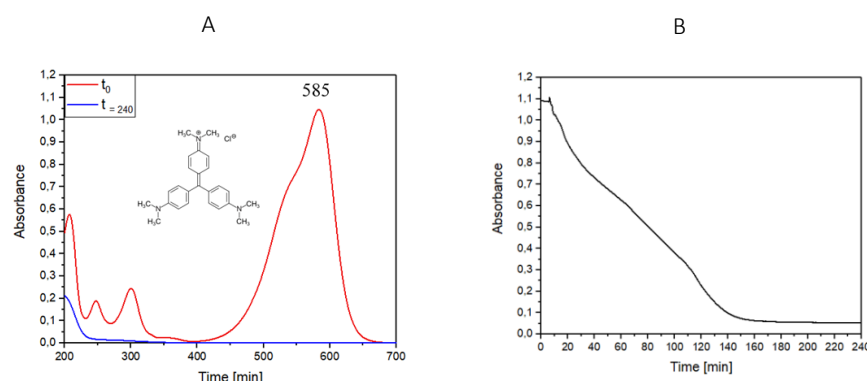 A
B
585
t0
t = 240
1,2
1,1
1,0
0,9
0,8
0,7
0,6
0,5
0,4
0,3
0,2
0,1
0,0
Absorbance
200
300
400
500
600
700
Time [min]
H3C
CH3
N
⊕
Cl⊖
H3C
N
CH3
N
CH3
CH3
1,2
1,1
1,0
0,9
0,8
0,7
0,6
0,5
0,4
0,3
0,2
0,1
0,0
Absorbance
0
20
40
60
80
100
120
140
160
180
200
220
240
Time [min]